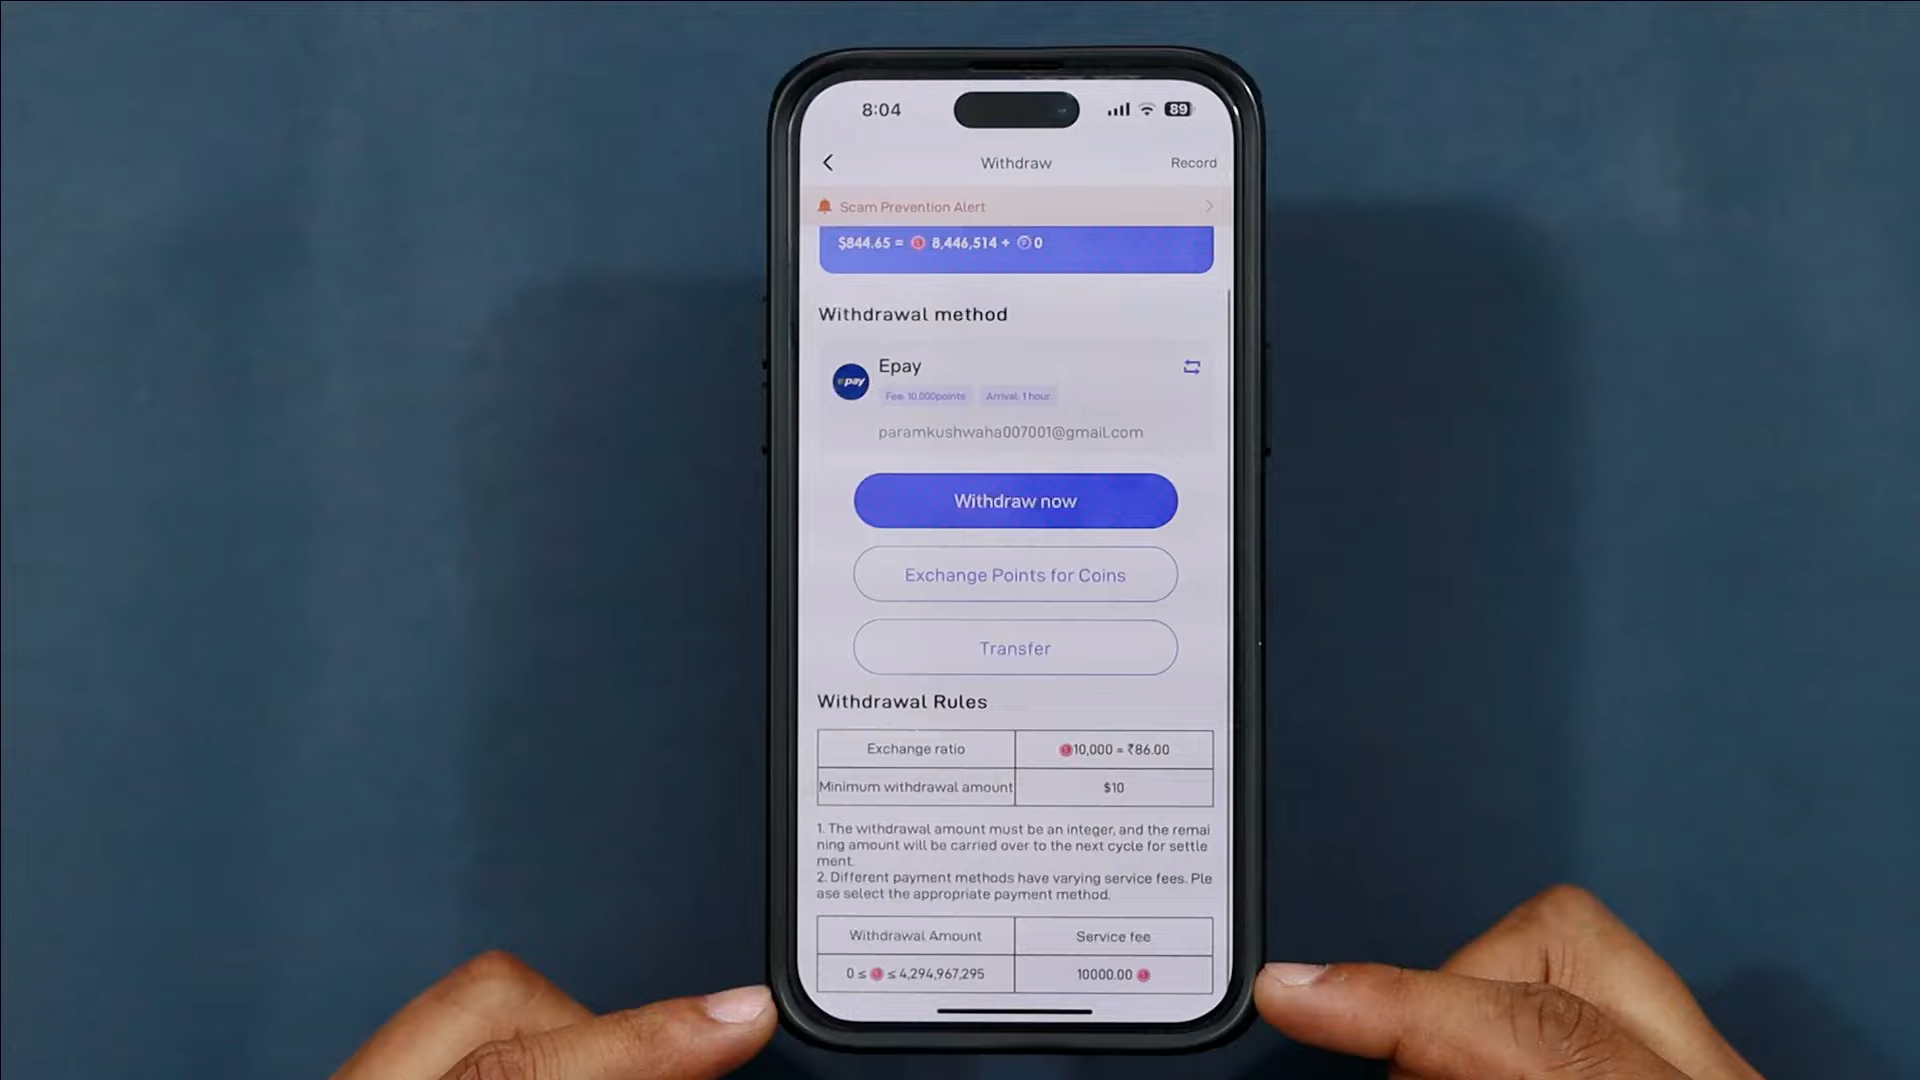 8:04
89
Withdraw
Record
Scam Prevention Alert
$844.65 = 8,446,514 + P 0
Withdrawal method
Epay
epay
Fee: 10,000points
Arrival: 1 hour
paramkushwaha007001@gmail.com
Withdraw now
Exchange Points for Coins
Transfer
Withdrawal Rules
Exchange ratio
10,000 = ₹86.00
Minimum withdrawal amount
$10
1. The withdrawal amount must be an integer, and the remai
ning amount will be carried over to the next cycle for settle
ment.
2. Different payment methods have varying service fees. Ple
ase select the appropriate payment method.
Withdrawal Amount
Service fee
0 ≤ ≤ 4,294,967,295
10000.00